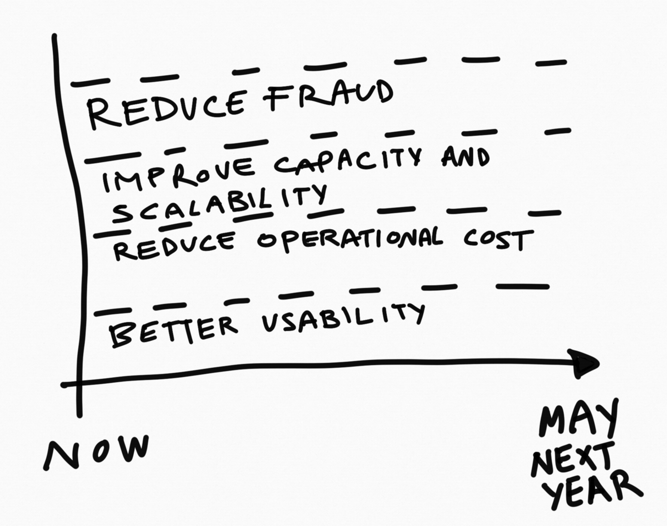 REDUCE FRAUD
IMPROVE CAPACITY AND
SCALABILITY
REDUCE OPERATIONAL COST
BETTER USABILITY
NOW
MAY
NEXT
YEAR